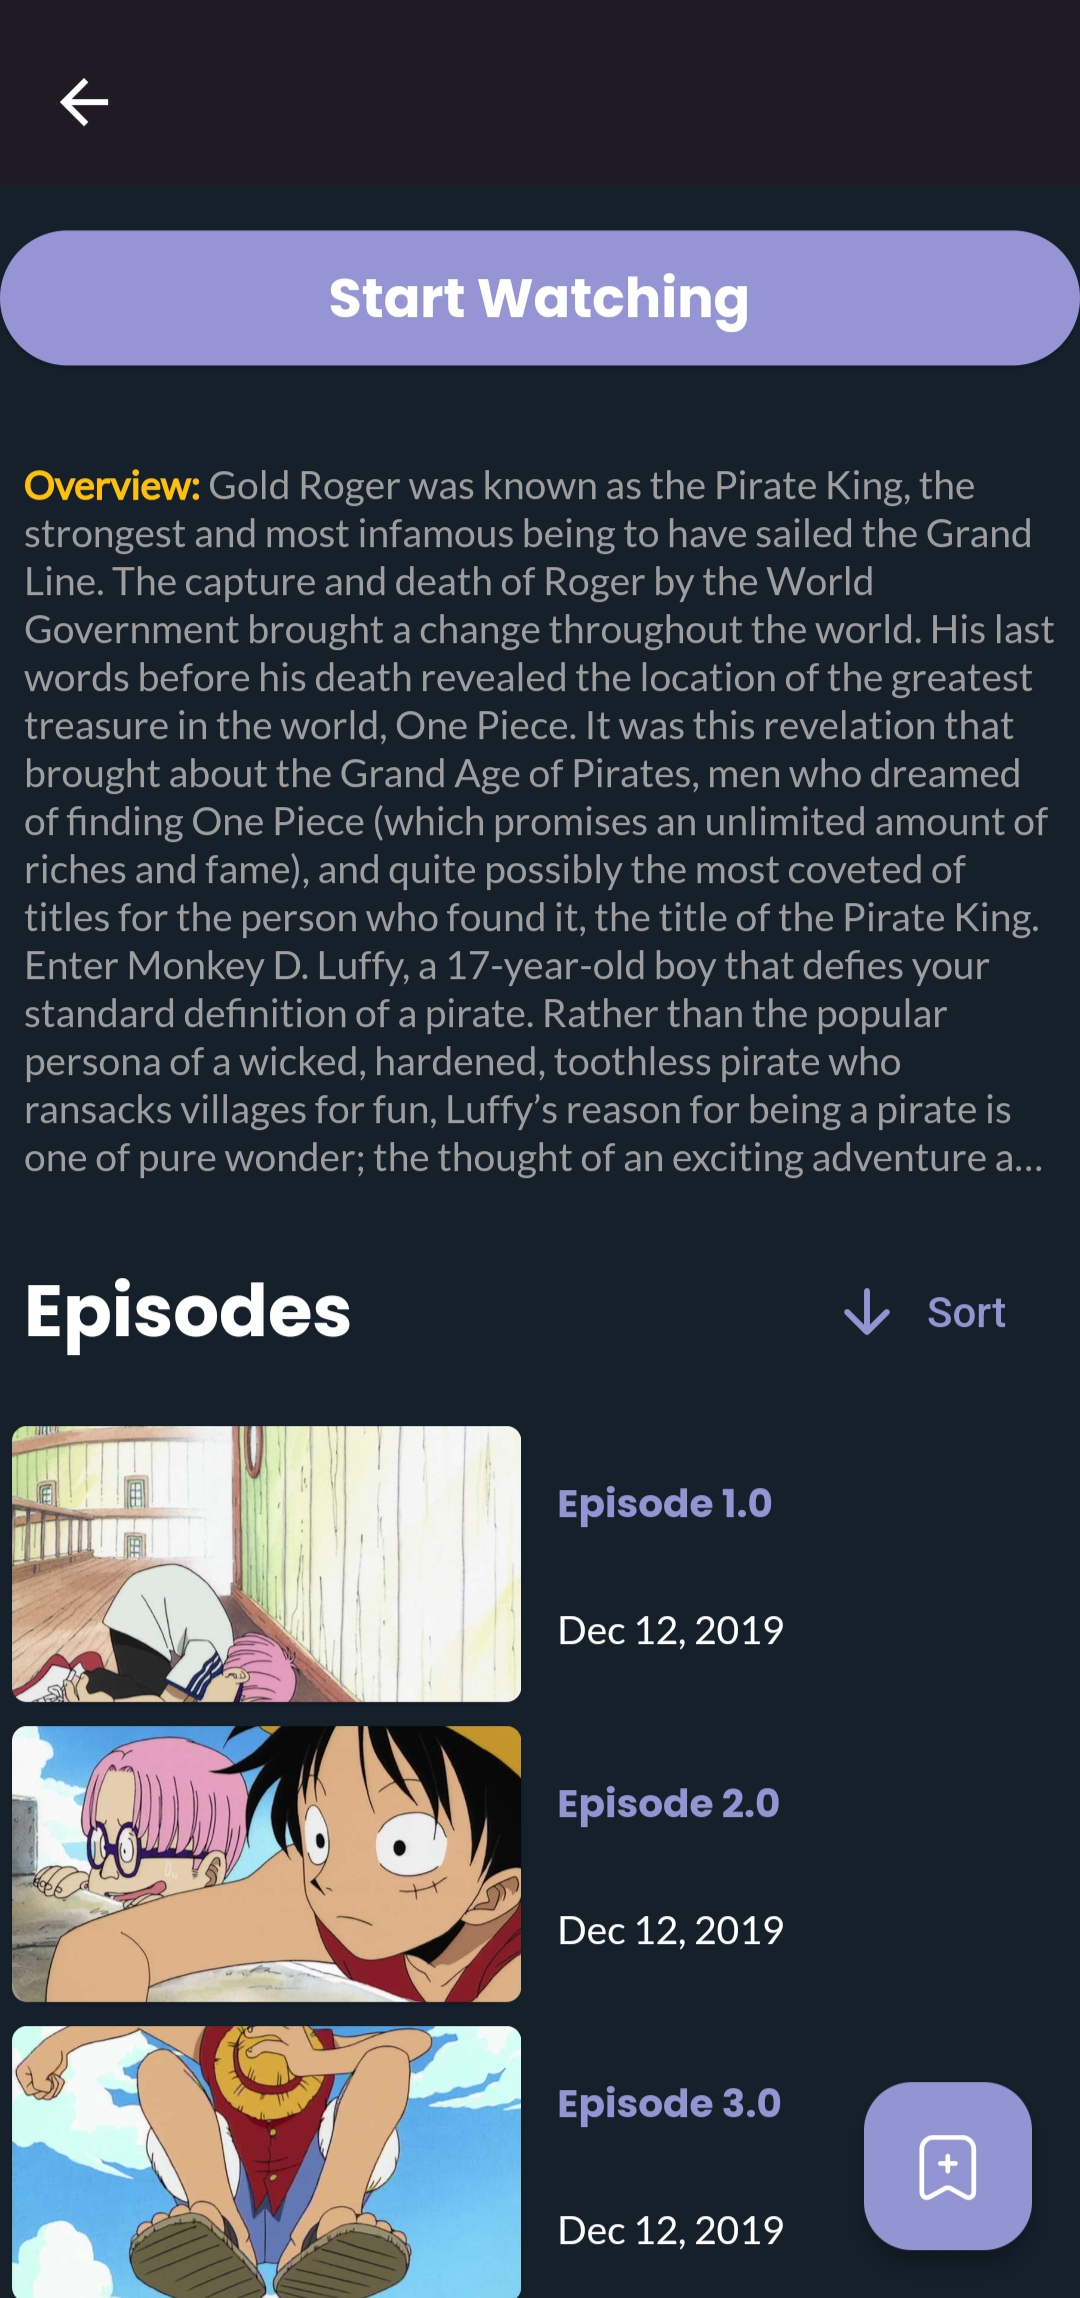 Start Watching
Overview: Gold Roger was known as the Pirate King, the
strongest and most infamous being to have sailed the Grand
Line. The capture and death of Roger by the World
Government brought a change throughout the world. His last
words before his death revealed the location of the greatest
treasure in the world, One Piece. It was this revelation that
brought about the Grand Age of Pirates, men who dreamed
of finding One Piece (which promises an unlimited amount of
riches and fame), and quite possibly the most coveted of
titles for the person who found it, the title of the Pirate King.
Enter Monkey D. Luffy, a 17-year-old boy that defies your
standard definition of a pirate. Rather than the popular
persona of a wicked, hardened, toothless pirate who
ransacks villages for fun, Luffy’s reason for being a pirate is
one of pure wonder; the thought of an exciting adventure a...
Episodes
Sort
Episode 1.0
Dec 12, 2019
Episode 2.0
Dec 12, 2019
Episode 3.0
Dec 12, 2019